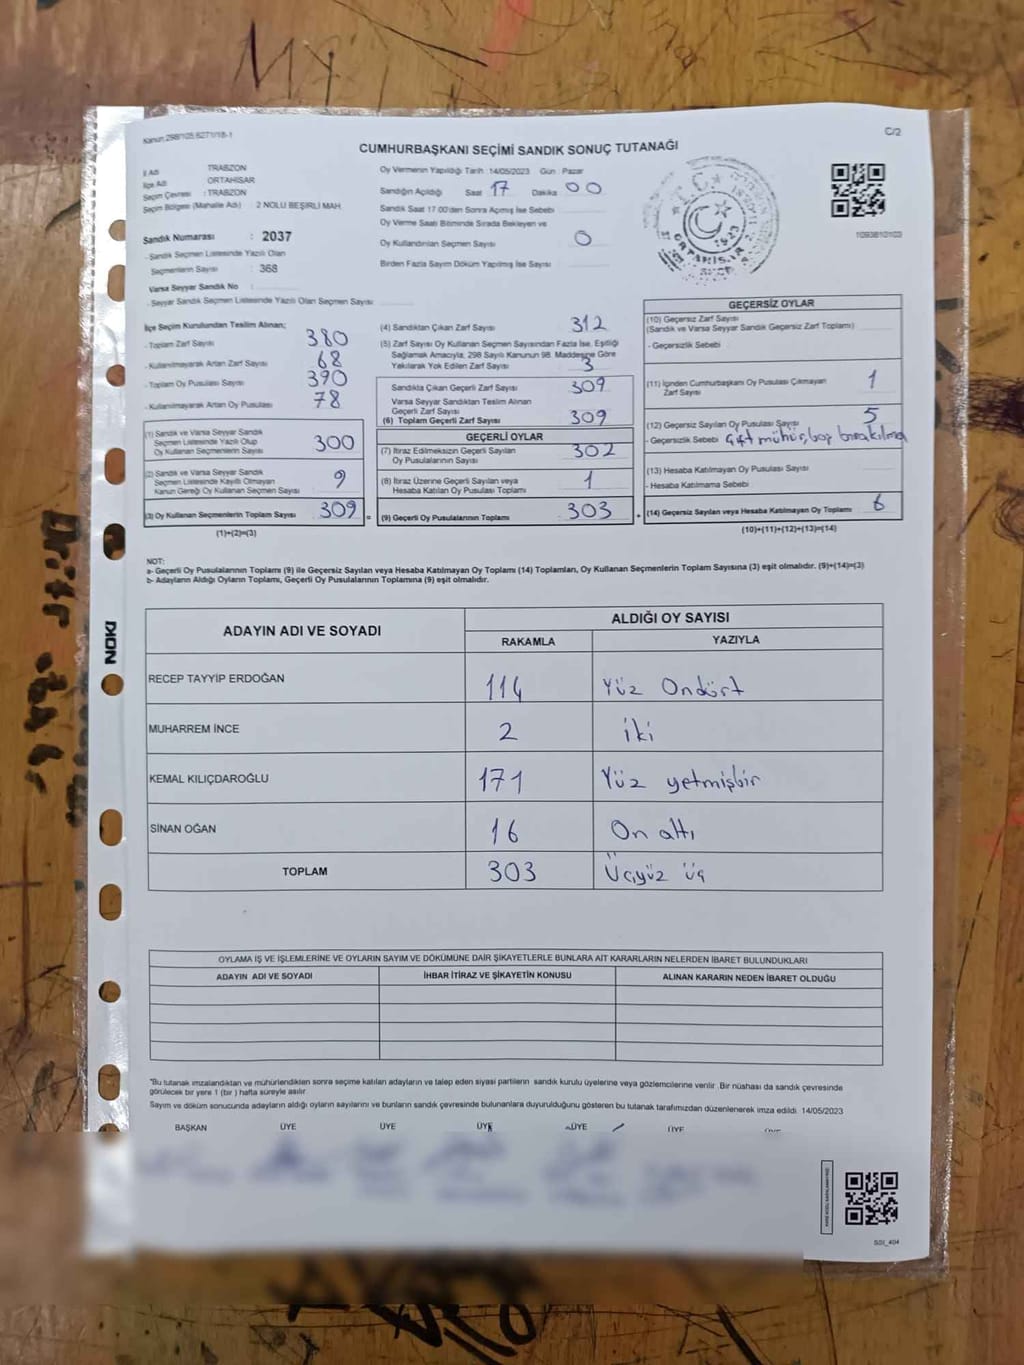 Kanun 298/105 6271/18-1
C/2
CUMHURBAŞKANI SEÇİMİ SANDIK SONUÇ TUTANAĞI
İl Adı TRABZON
İlçe Adı : ORTAHİSAR
Seçim Çevresi : TRABZON
Seçim Bölgesi (Mahalle Adı) : 2 NOLU BEŞİRLİ MAH.
Sandık Numarası : 2037
- Sandık Seçmen Listesinde Yazılı Olan
Seçmenlerin Sayısı : 368
Varsa Seyyar Sandık No :
- Seyyar Sandık Seçmen Listesinde Yazılı Olan Seçmen Sayısı
Oy Vermenin Yapıldığı Tarih : 14/05/2023 Gün : Pazar
Sandığın Açıldığı Saat 17 Dakika 00
Sandık Saat 17.00'den Sonra Açmış İse Sebebi
Oy Verme Saati Bitiminde Sırada Bekleyen ve
Oy Kullandırılan Seçmen Sayısı 0
Birden Fazla Sayım Döküm Yapılmış İse Sayısı
ORTAHİSAR
1923
1093810103
İlçe Seçim Kurulundan Teslim Alınan;
- Toplam Zarf Sayısı 380
- Kullanılmayarak Artan Zarf Sayısı 68
- Toplam Oy Pusulası Sayısı 390
- Kullanılmayarak Artan Oy Pusulası 78
(1) Sandık ve Varsa Seyyar Sandık
Seçmen Listesinde Yazılı Olup
Oy Kullanan Seçmenlerin Sayısı 300
(2) Sandık ve Varsa Seyyar Sandık
Seçmen Listesinde Kayıtlı Olmayan
Kanun Gereği Oy Kullanan Seçmen Sayısı 9
(3) Oy Kullanan Seçmenlerin Toplam Sayısı 309 =
(1)+(2)=(3)
(4) Sandıktan Çıkan Zarf Sayısı 312
(5) Zarf Sayısı Oy Kullanan Seçmen Sayısından Fazla İse, Eşitliği
Sağlamak Amacıyla, 298 Sayılı Kanunun 98. Maddesine Göre
Yakılarak Yok Edilen Zarf Sayısı 3
Sandıkla Çıkan Geçerli Zarf Sayısı 309
Varsa Seyyar Sandıktan Teslim Alınan
Geçerli Zarf Sayısı
(6) Toplam Geçerli Zarf Sayısı 309
GEÇERLİ OYLAR
(7) İtiraz Edilmeksizin Geçerli Sayılan
Oy Pusulalarının Sayısı 302
(8) İtiraz Üzerine Geçerli Sayılan veya
Hesaba Katılan Oy Pusulası Toplamı 1
(9) Geçerli Oy Pusulalarının Toplamı 303 +
GEÇERSİZ OYLAR
(10) Geçersiz Zarf Sayısı
(Sandık ve Varsa Seyyar Sandık Geçersiz Zarf Toplamı)
- Geçersizlik Sebebi
(11) İçinden Cumhurbaşkanı Oy Pusulası Çıkmayan
Zarf Sayısı 1
(12) Geçersiz Sayılan Oy Pusulası Sayısı 5
- Geçersizlik Sebebi Çift mühür, boş bırakılma
(13) Hesaba Katılmayan Oy Pusulası Sayısı
- Hesaba Katılmama Sebebi
(14) Geçersiz Sayılan veya Hesaba Katılmayan Oy Toplamı 6
(10)+(11)+(12)+(13)=(14)
NOT:
a- Geçerli Oy Pusulalarının Toplamı (9) ile Geçersiz Sayılan veya Hesaba Katılmayan Oy Toplamı (14) Toplamları, Oy Kullanan Seçmenlerin Toplam Sayısına (3) eşit olmalıdır. (9)+(14)=(3)
b- Adayların Aldığı Oyların Toplamı, Geçerli Oy Pusulalarının Toplamına (9) eşit olmalıdır.
NOKI
ADAYIN ADI VE SOYADI ALDIĞI OY SAYISI
RAKAMLA YAZIYLA
RECEP TAYYİP ERDOĞAN 114 Yüz Ondört
MUHARREM İNCE 2 iki
KEMAL KILIÇDAROĞLU 171 Yüz yetmişbir
SİNAN OĞAN 16 On altı
TOPLAM 303 Üçyüz üç
OYLAMA İŞ VE İŞLEMLERİNE VE OYLARIN SAYIM VE DÖKÜMÜNE DAİR ŞİKAYETLERLE BUNLARA AİT KARARLARIN NELERDEN İBARET BULUNDUKLARI
ADAYIN ADI VE SOYADI İHBAR İTİRAZ VE ŞİKAYETİN KONUSU ALINAN KARARIN NEDEN İBARET OLDUĞU
*Bu tutanak imzalandıktan ve mühürlendikten sonra seçime katılan adayların ve talep eden siyasi partilerin sandık kurulu üyelerine veya gözlemcilerine verilir. Bir nüshası da sandık çevresinde
görülecek bir yere 1 (bir ) hafta süreyle asılır
Sayım ve döküm sonucunda adayların aldığı oyların sayılarını ve bunların sandık çevresinde bulunanlara duyurulduğunu gösteren bu tutanak tarafımızdan düzenlenerek imza edildi. 14/05/2023
BAŞKAN ÜYE ÜYE ÜYE ÜYE ÜYE